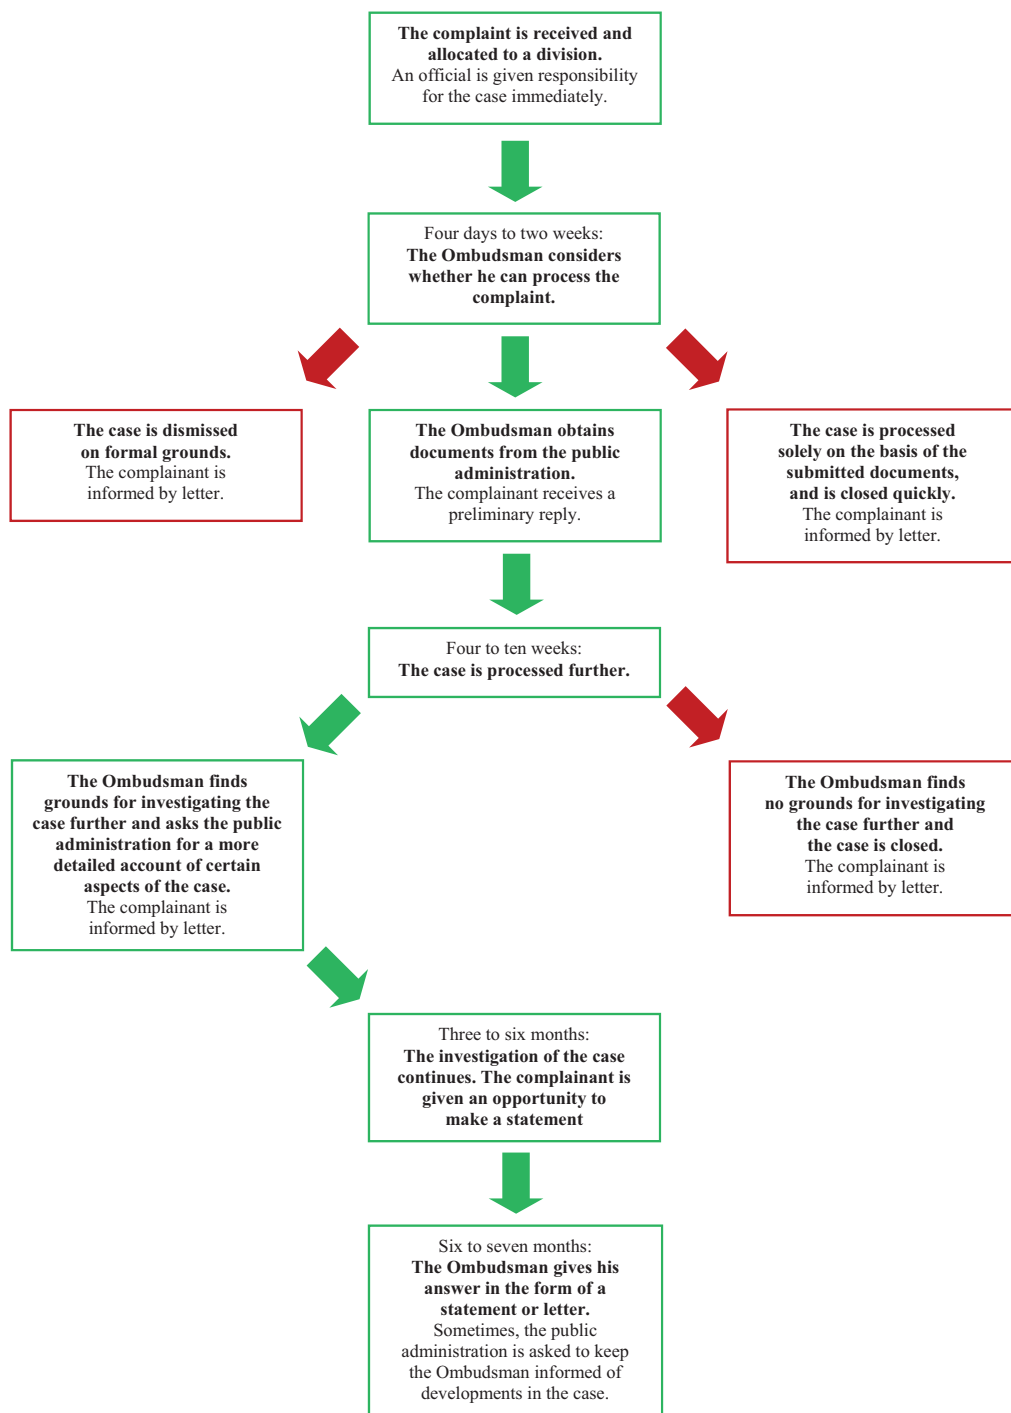 The complaint is received and
allocated to a division.
An official is given responsibility
for the case immediately.
Four days to two weeks:
The Ombudsman considers
whether he can process the
complaint.
The case is dismissed
on formal grounds.
The complainant is
informed by letter.
The Ombudsman obtains
documents from the public
administration.
The complainant receives a
preliminary reply.
The case is processed
solely on the basis of the
submitted documents,
and is closed quickly.
The complainant is
informed by letter.
Four to ten weeks:
The case is processed further.
The Ombudsman finds
grounds for investigating the
case further and asks the public
administration for a more
detailed account of certain
aspects of the case.
The complainant is
informed by letter.
The Ombudsman finds
no grounds for investigating
the case further and
the case is closed.
The complainant is
informed by letter.
Three to six months:
The investigation of the case
continues. The complainant is
given an opportunity to
make a statement
Six to seven months:
The Ombudsman gives his
answer in the form of a
statement or letter.
Sometimes, the public
administration is asked to keep
the Ombudsman informed of
developments in the case.